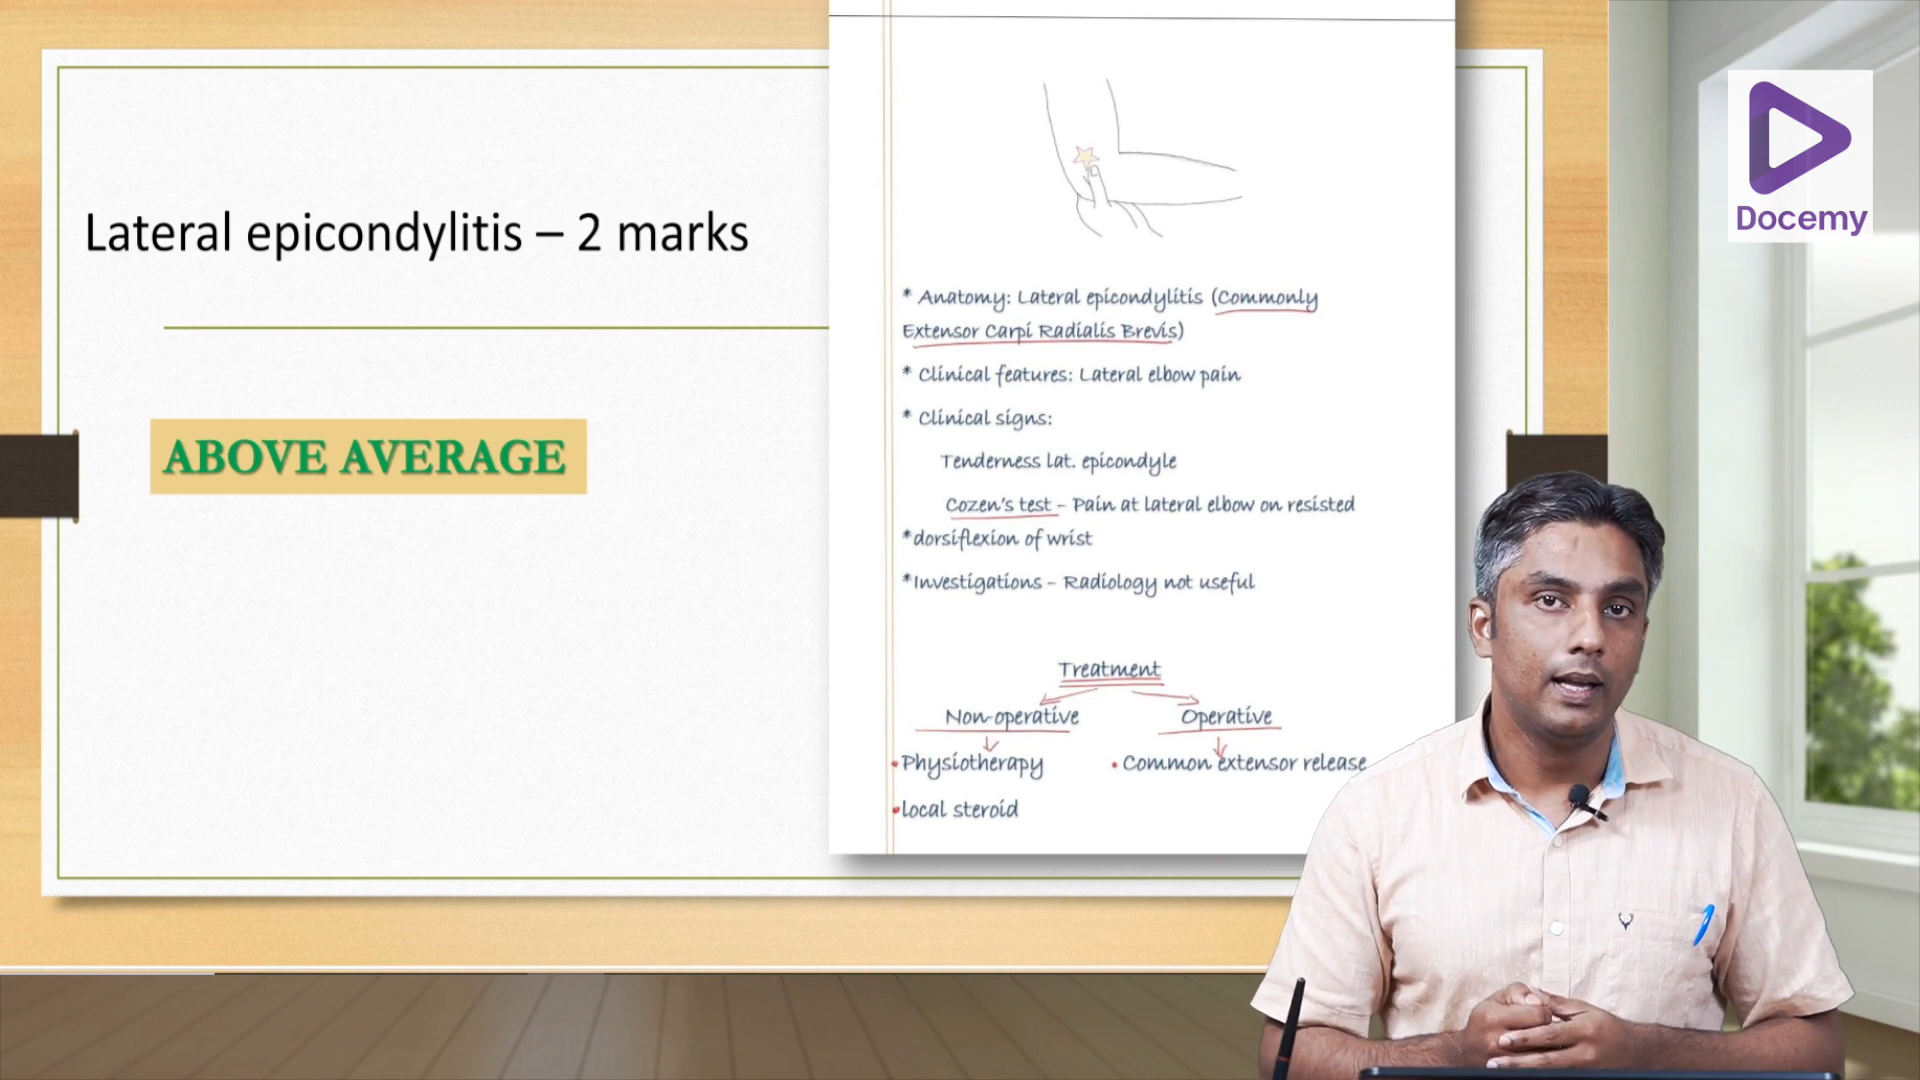 Lateral epicondylitis – 2 marks
ABOVE AVERAGE
* Anatomy: Lateral epicondylitis (Commonly
Extensor Carpi Radialis Brevis)
* Clinical features: Lateral elbow pain
* Clinical signs:
Tenderness lat. epicondyle
Cozen's test – Pain at lateral elbow on resisted
*dorsiflexion of wrist
*Investigations – Radiology not useful
Treatment
Non-operative
Operative
•Physiotherapy
• Common extensor release
•local steroid
Docemy